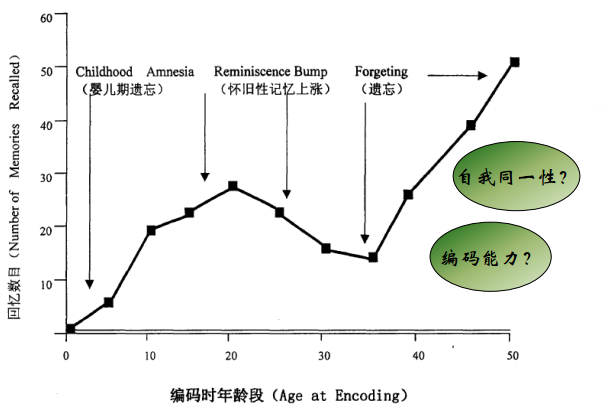 60
50
40
30
20
10
回忆数目 (Number of Memories Recalled)
Childhood Amnesia
（婴儿期遗忘）
Reminiscence Bump
（怀旧性记忆上涨）
Forgeting
（遗忘）
自我同一性？
编码能力？
0 10 20 30 40 50
编码时年龄段（Age at Encoding）